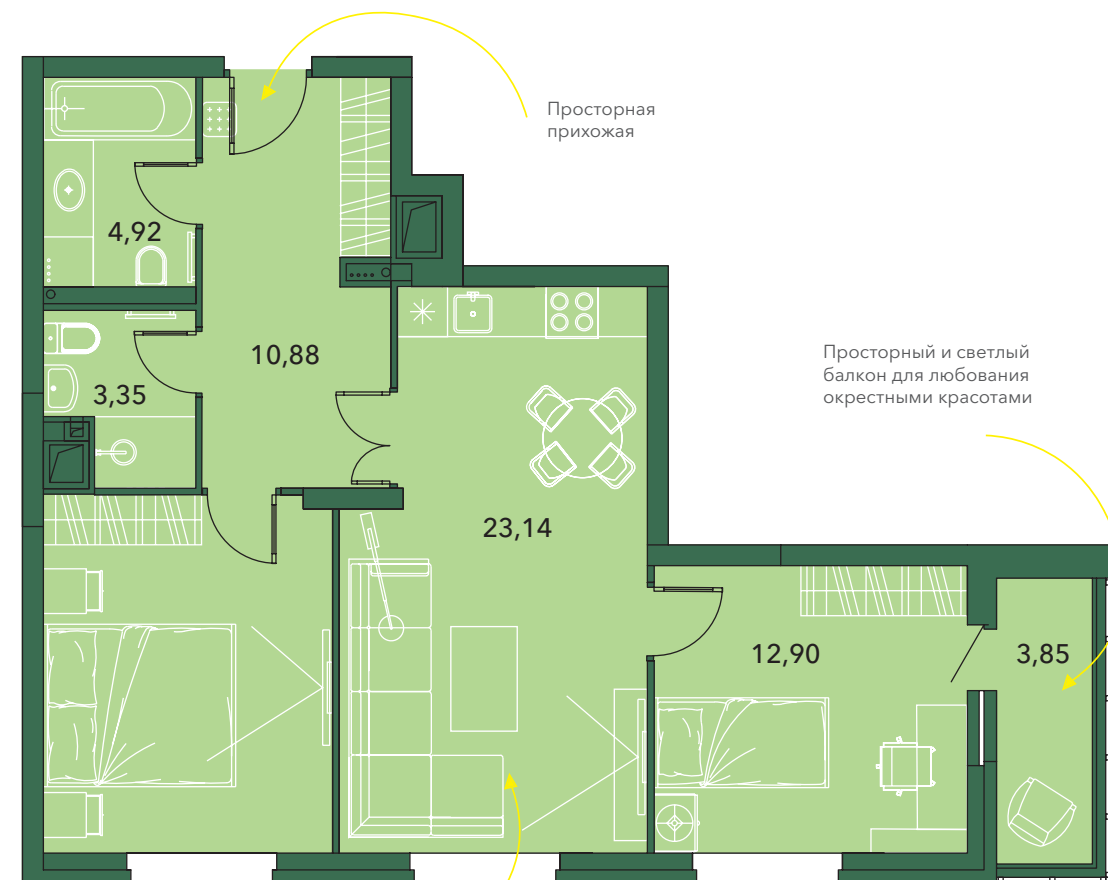 Просторная
прихожая
4,92
10,88
3,35
Просторный и светлый
балкон для любования
окрестными красотами
23,14
12,90
3,85